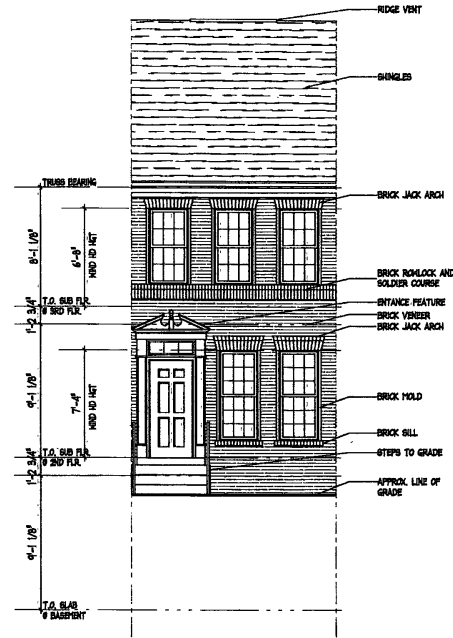 RIDGE VENT
SHINGLES
TRUSS BEARING
BRICK JACK ARCH
8'-1 1/8"
6'-8"
WIND HD HGT
BRICK ROWLOCK AND
SOLDIER COURSE
T.O. SUB FLR.
@ 3RD FLR.
ENTANCE FEATURE
1'-2 3/4"
BRICK VENEER
BRICK JACK ARCH
9'-1 1/8"
7'-4"
WIND HD HGT
BRICK MOLD
BRICK SILL
T.O. SUB FLR.
@ 2ND FLR.
STEPS TO GRADE
1'-2 3/4"
APPROX. LINE OF
GRADE
9'-1 1/8"
T.O. SLAB
@ BASEMENT